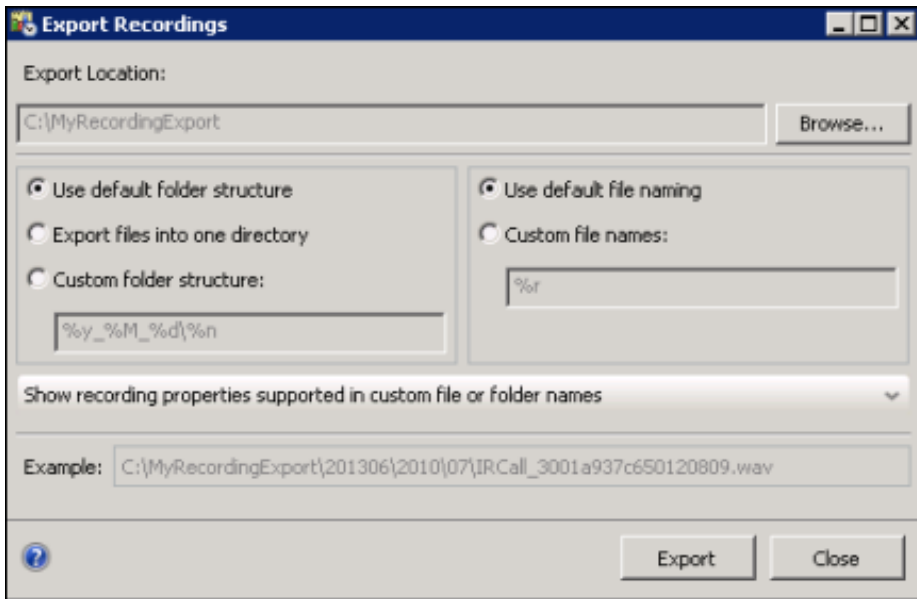 Export Recordings
Export Location:
C:\MyRecordingExport
Browse...
Use default folder structure
Export files into one directory
Custom folder structure:
%y_%M_%d\%n
Use default file naming
Custom file names:
%r
Show recording properties supported in custom file or folder names
Example: C:\MyRecordingExport\201306\2010\07\IRCall_3001a937c650120809.wav
?
Export
Close